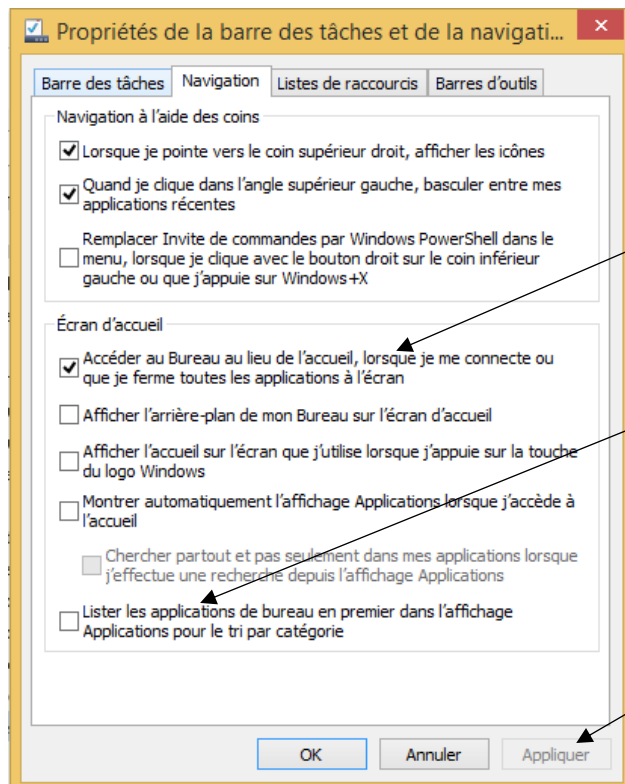 Propriétés de la barre des tâches et de la navigati...
Barre des tâches Navigation Listes de raccourcis Barres d'outils
Navigation à l'aide des coins
Lorsque je pointe vers le coin supérieur droit, afficher les icônes
Quand je clique dans l'angle supérieur gauche, basculer entre mes
applications récentes
Remplacer Invite de commandes par Windows PowerShell dans le
menu, lorsque je clique avec le bouton droit sur le coin inférieur
gauche ou que j'appuie sur Windows+X
Écran d'accueil
Accéder au Bureau au lieu de l'accueil, lorsque je me connecte ou
que je ferme toutes les applications à l'écran
Afficher l'arrière-plan de mon Bureau sur l'écran d'accueil
Afficher l'accueil sur l'écran que j'utilise lorsque j'appuie sur la touche
du logo Windows
Montrer automatiquement l'affichage Applications lorsque j'accède à
l'accueil
Chercher partout et pas seulement dans mes applications lorsque
j'effectue une recherche depuis l'affichage Applications
Lister les applications de bureau en premier dans l'affichage
Applications pour le tri par catégorie
OK Annuler Appliquer